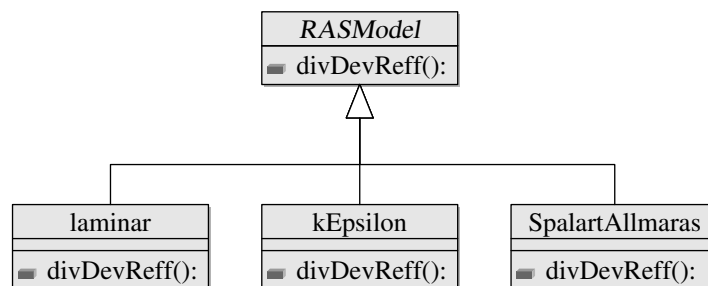 RASModel
divDevReff():
laminar
kEpsilon
SpalartAllmaras
divDevReff():
divDevReff():
divDevReff():